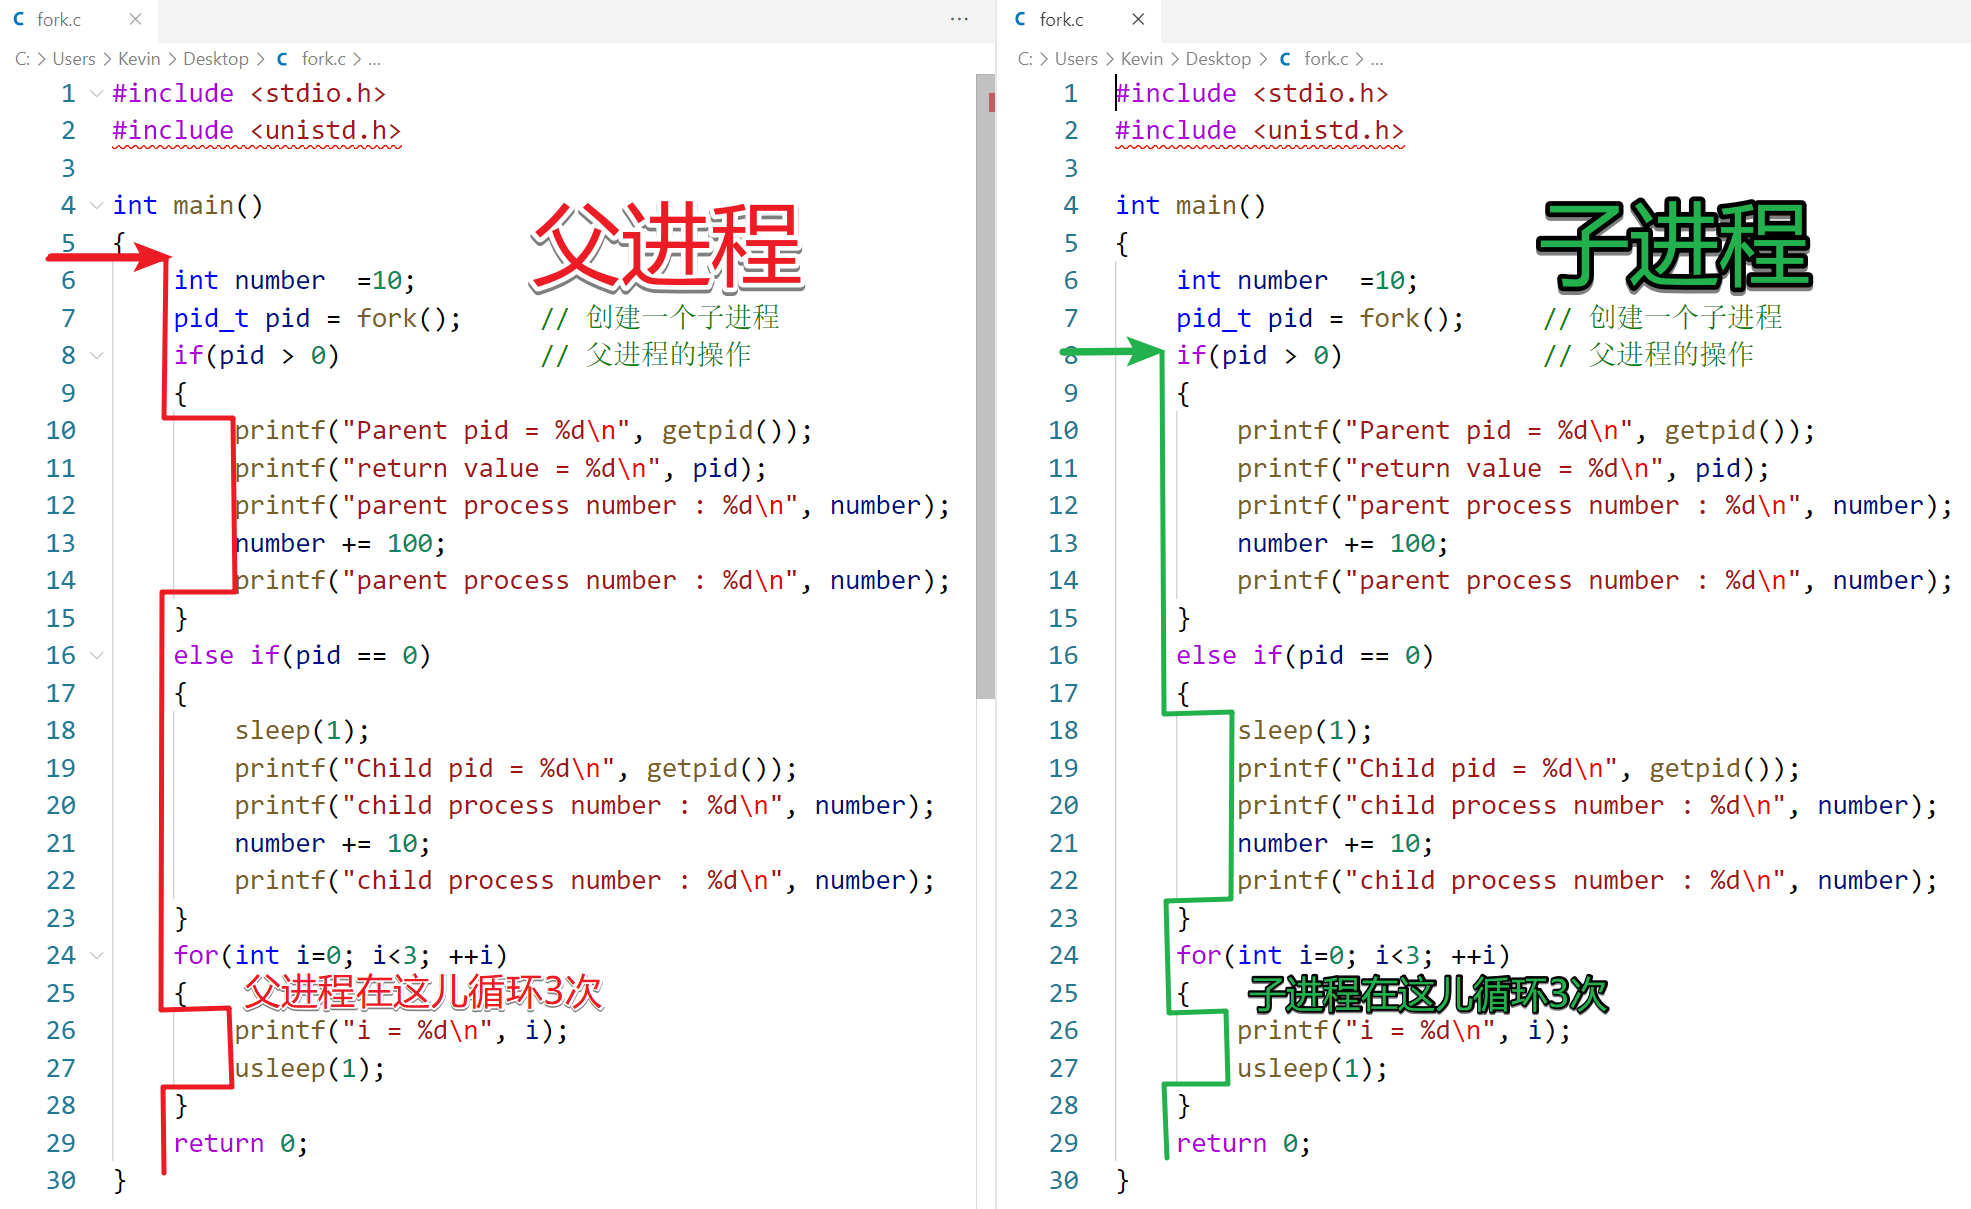 C fork.c × ···
C: > Users > Kevin > Desktop > C fork.c > ...
1 #include <stdio.h>
2 #include <unistd.h>
3
4 int main()
父进程
5 {
6     int number  =10;
7     pid_t pid = fork();     // 创建一个子进程
8     if(pid > 0)             // 父进程的操作
9     {
10         printf("Parent pid = %d\n", getpid());
11         printf("return value = %d\n", pid);
12         printf("parent process number : %d\n", number);
13         number += 100;
14         printf("parent process number : %d\n", number);
15     }
16     else if(pid == 0)
17     {
18         sleep(1);
19         printf("Child pid = %d\n", getpid());
20         printf("child process number : %d\n", number);
21         number += 10;
22         printf("child process number : %d\n", number);
23     }
24     for(int i=0; i<3; ++i)
父进程在这儿循环3次
25     {
26         printf("i = %d\n", i);
27         usleep(1);
28     }
29     return 0;
30 }
C fork.c ×
C: > Users > Kevin > Desktop > C fork.c > ...
1 #include <stdio.h>
2 #include <unistd.h>
3
4 int main()
子进程
5 {
6     int number  =10;
7     pid_t pid = fork();     // 创建一个子进程
8     if(pid > 0)             // 父进程的操作
9     {
10         printf("Parent pid = %d\n", getpid());
11         printf("return value = %d\n", pid);
12         printf("parent process number : %d\n", number);
13         number += 100;
14         printf("parent process number : %d\n", number);
15     }
16     else if(pid == 0)
17     {
18         sleep(1);
19         printf("Child pid = %d\n", getpid());
20         printf("child process number : %d\n", number);
21         number += 10;
22         printf("child process number : %d\n", number);
23     }
24     for(int i=0; i<3; ++i)
子进程在这儿循环3次
25     {
26         printf("i = %d\n", i);
27         usleep(1);
28     }
29     return 0;
30 }